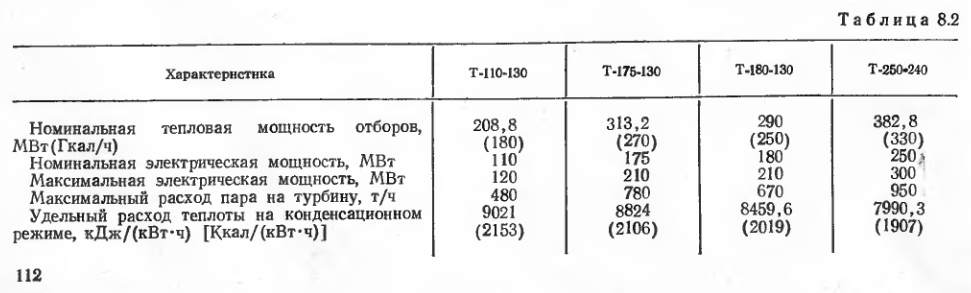 Таблица 8.2
Характеристика Т-110-130 Т-175-130 Т-180-130 Т-250-240
Номинальная тепловая мощность отборов, 208,8 313,2 290 382,8
МВт(Гкал/ч) (180) (270) (250) (330)
Номинальная электрическая мощность, МВт 110 175 180 250
Максимальная электрическая мощность, МВт 120 210 210 300
Максимальный расход пара на турбину, т/ч 480 780 670 950
Удельный расход теплоты на конденсационном 9021 8824 8459,6 7990,3
режиме, кДж/(кВт·ч) [Ккал/(кВт·ч)] (2153) (2106) (2019) (1907)
112